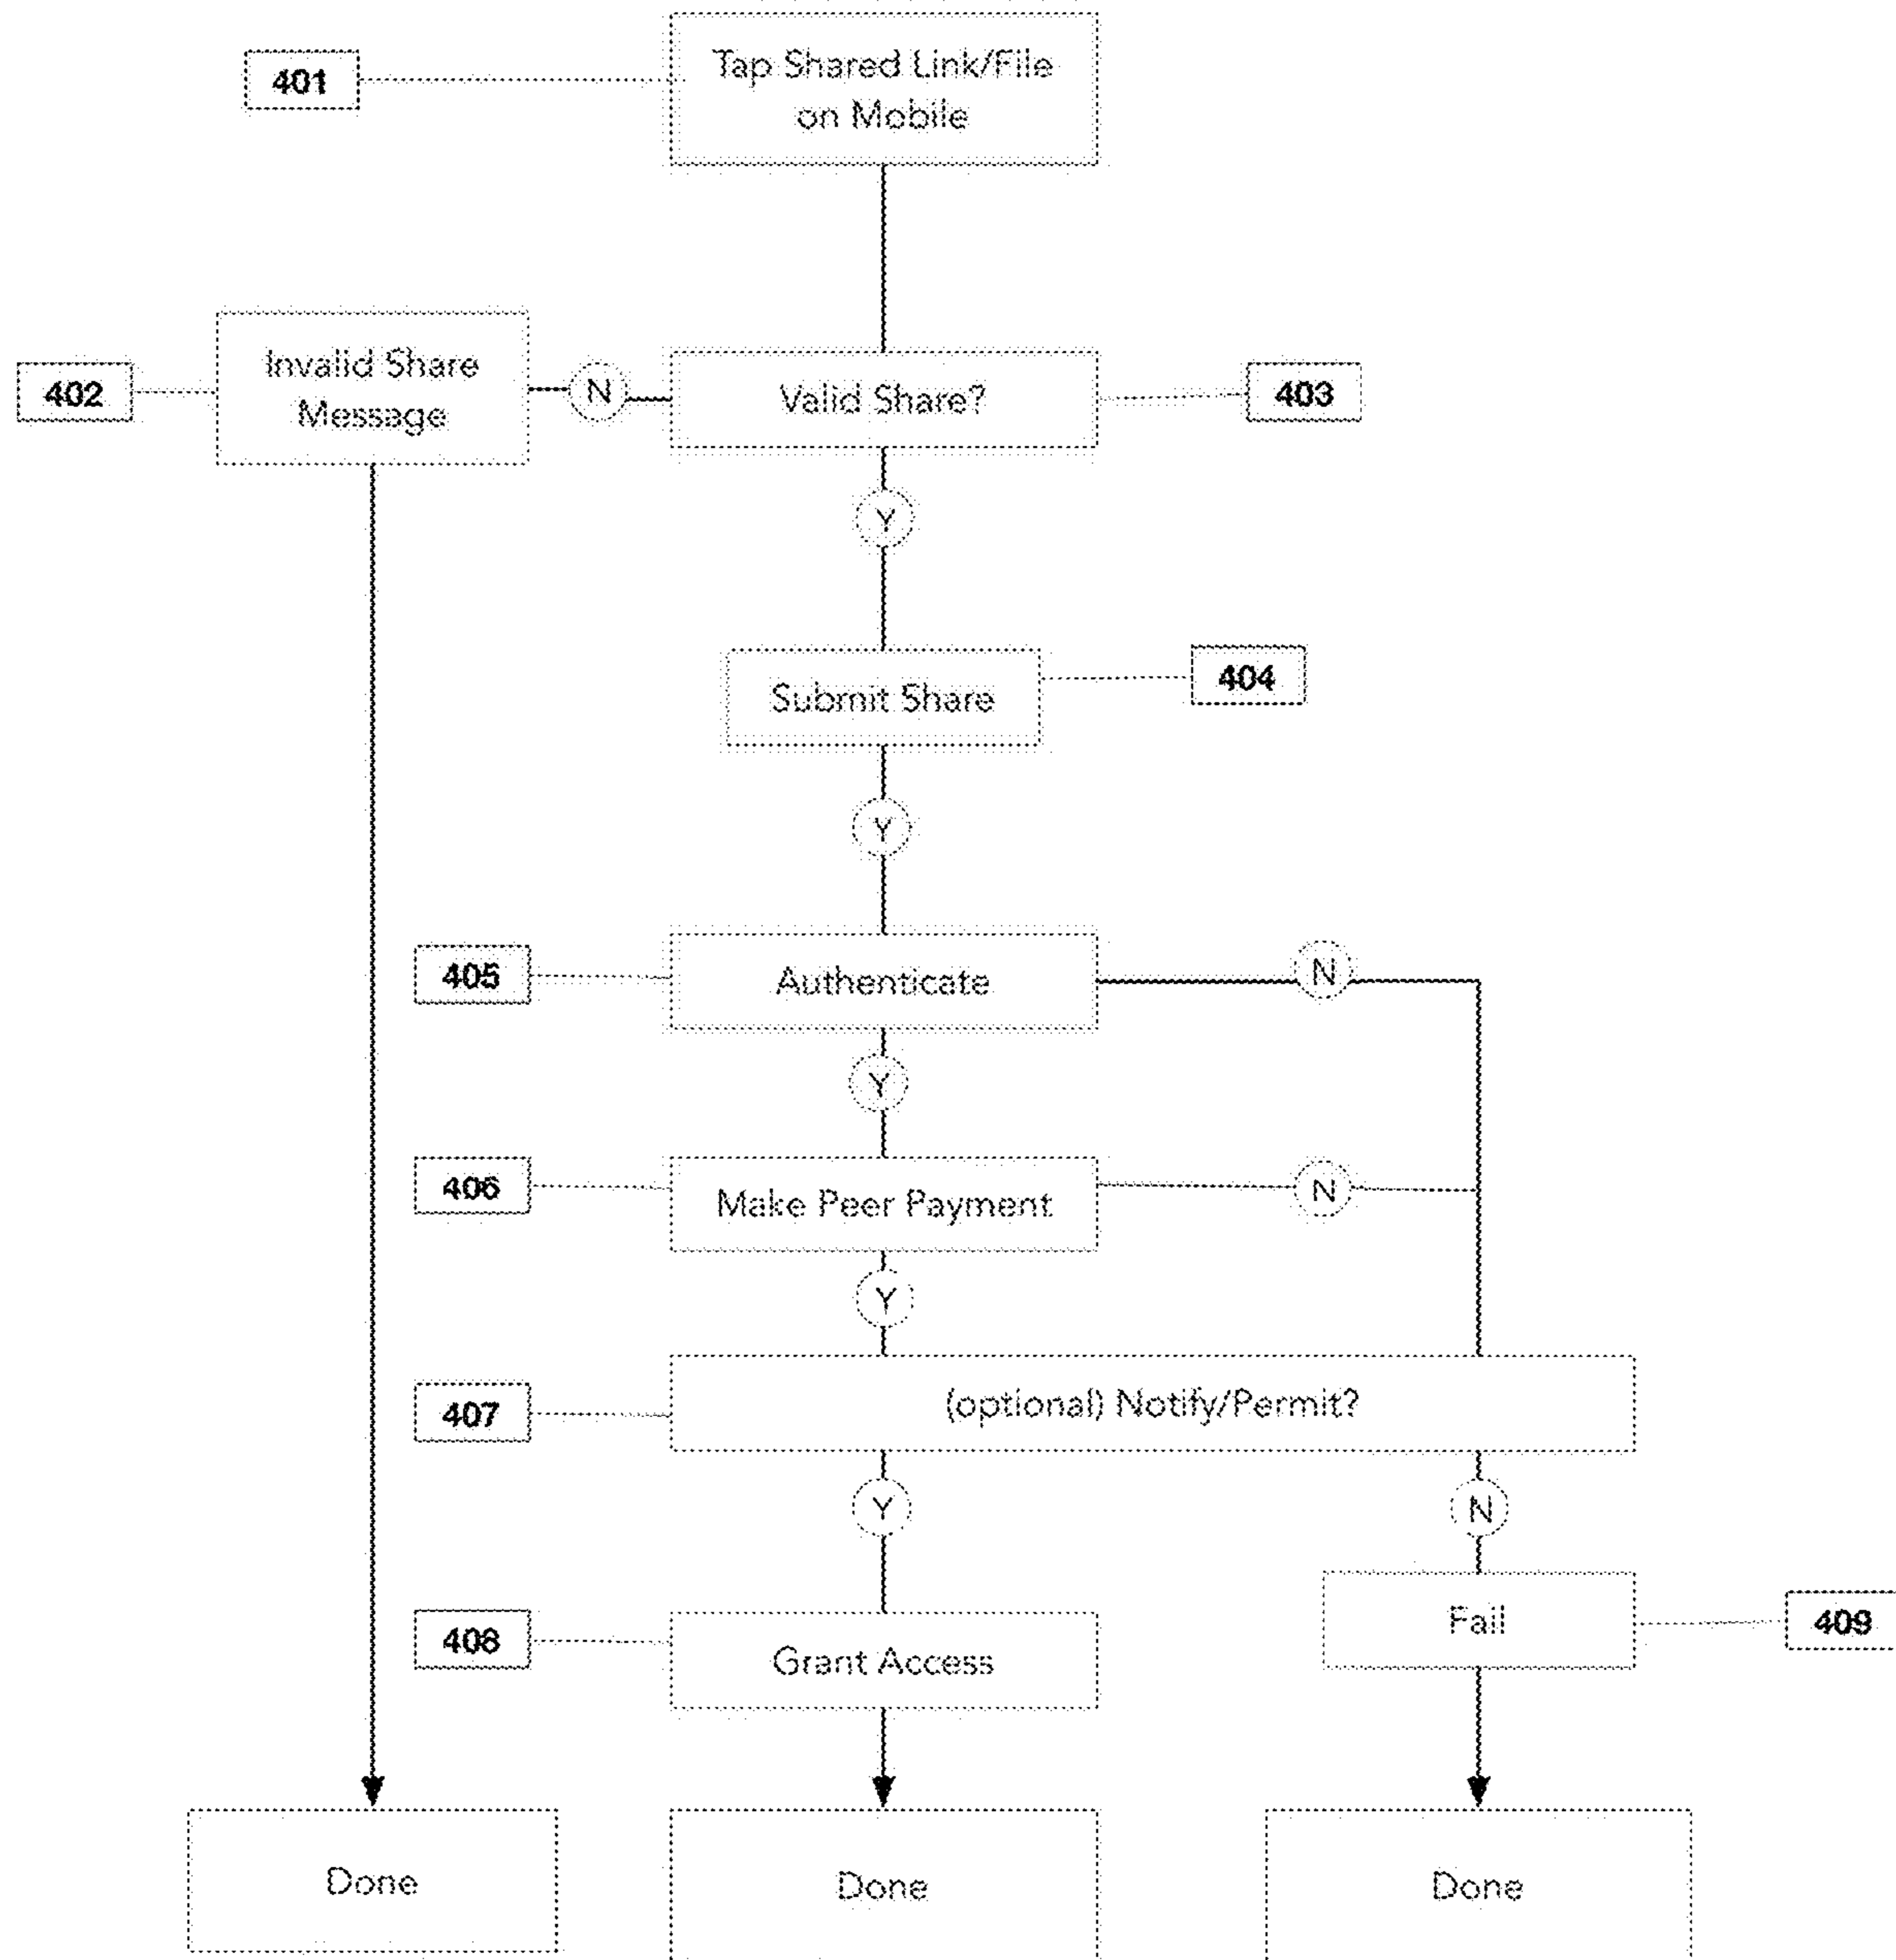 401
Tap Shared Link/File
on Mobile
402
Invalid Share
Message
N
Valid Share?
403
Y
Submit Share
404
Y
405
Authenticate
N
Y
406
Make Peer Payment
N
Y
407
(optional) Notify/Permit?
Y
N
408
Grant Access
Fail
409
Done
Done
Done